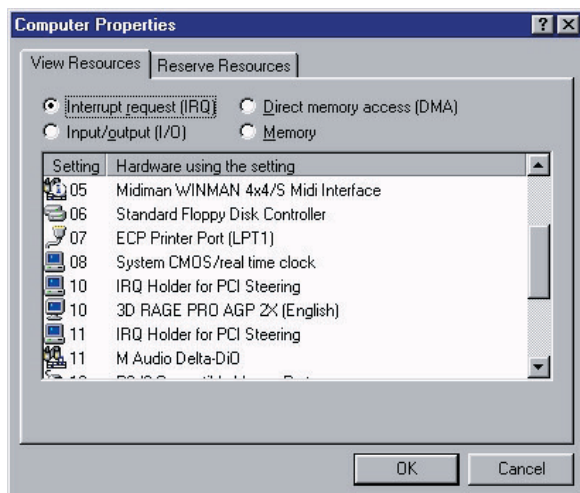 Computer Properties
View Resources Reserve Resources
Interrupt request (IRQ) Direct memory access (DMA)
Input/output (I/O) Memory
Setting Hardware using the setting
05 Midiman WINMAN 4x4/S Midi Interface
06 Standard Floppy Disk Controller
07 ECP Printer Port (LPT1)
08 System CMOS/real time clock
10 IRQ Holder for PCI Steering
10 3D RAGE PRO AGP 2X (English)
11 IRQ Holder for PCI Steering
11 M Audio Delta-DiO
OK Cancel